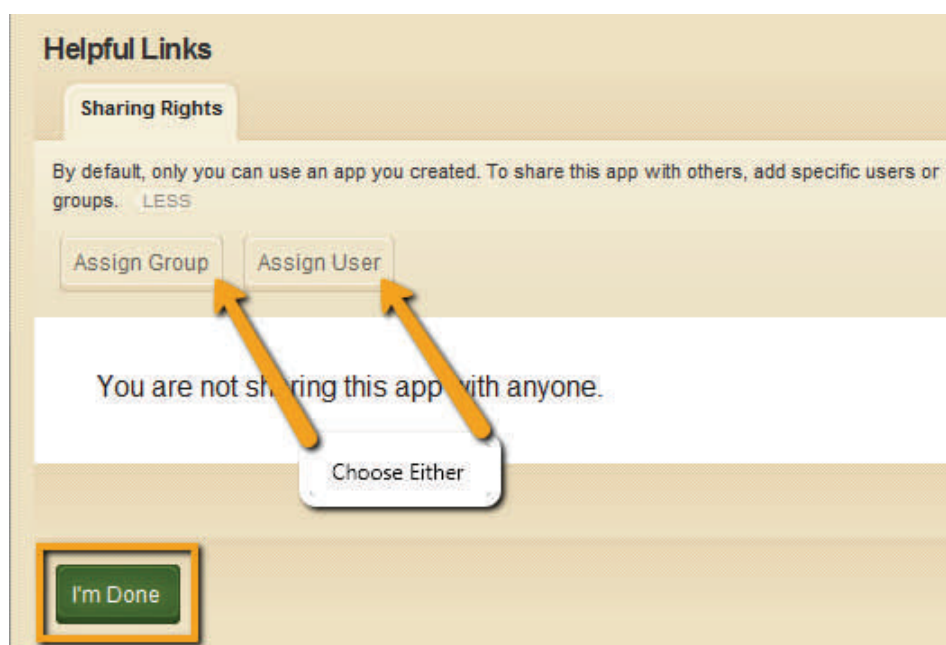 Helpful Links
Sharing Rights
By default, only you can use an app you created. To share this app with others, add specific users or
groups. LESS
Assign Group Assign User
You are not sharing this app with anyone.
Choose Either
I'm Done